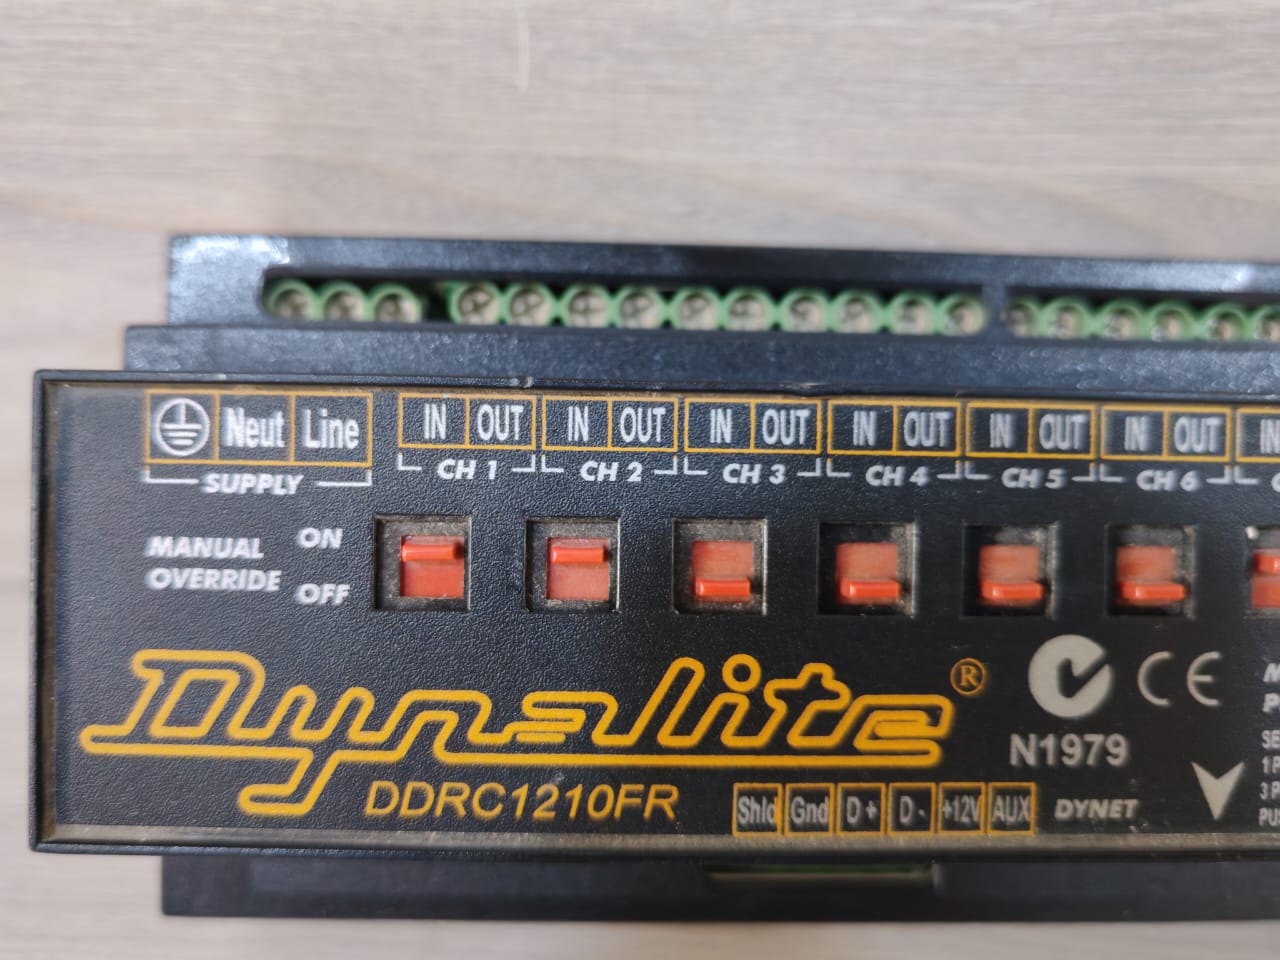 Neut Line IN OUT IN OUT IN OUT IN OUT IN OUT IN OUT
SUPPLY CH 1 CH 2 CH 3 CH 4 CH 5 CH 6
MANUAL OVERRIDE
ON
OFF
Dynalite ®
DDRC1210FR
Shld Gnd D+ D- +12V AUX DYNET
CE
N1979